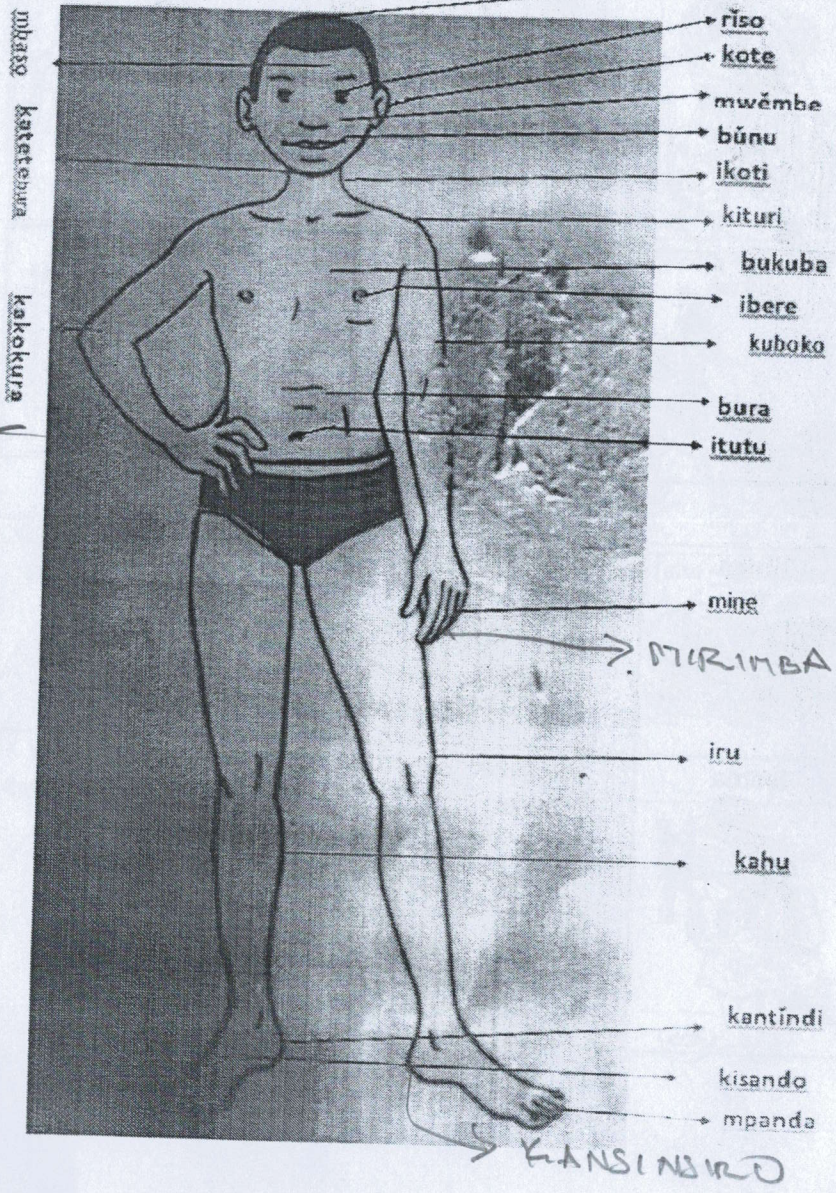 rĭso
kote
mwĕmbe
bŭnu
ikoti
kituri
bukuba
ibere
kuboko
bura
itutu
mine
MIRIMBA
iru
kahu
kantĭndi
kisando
mpanda
KANSINSIRO
mbaso
katetebura
kakokura